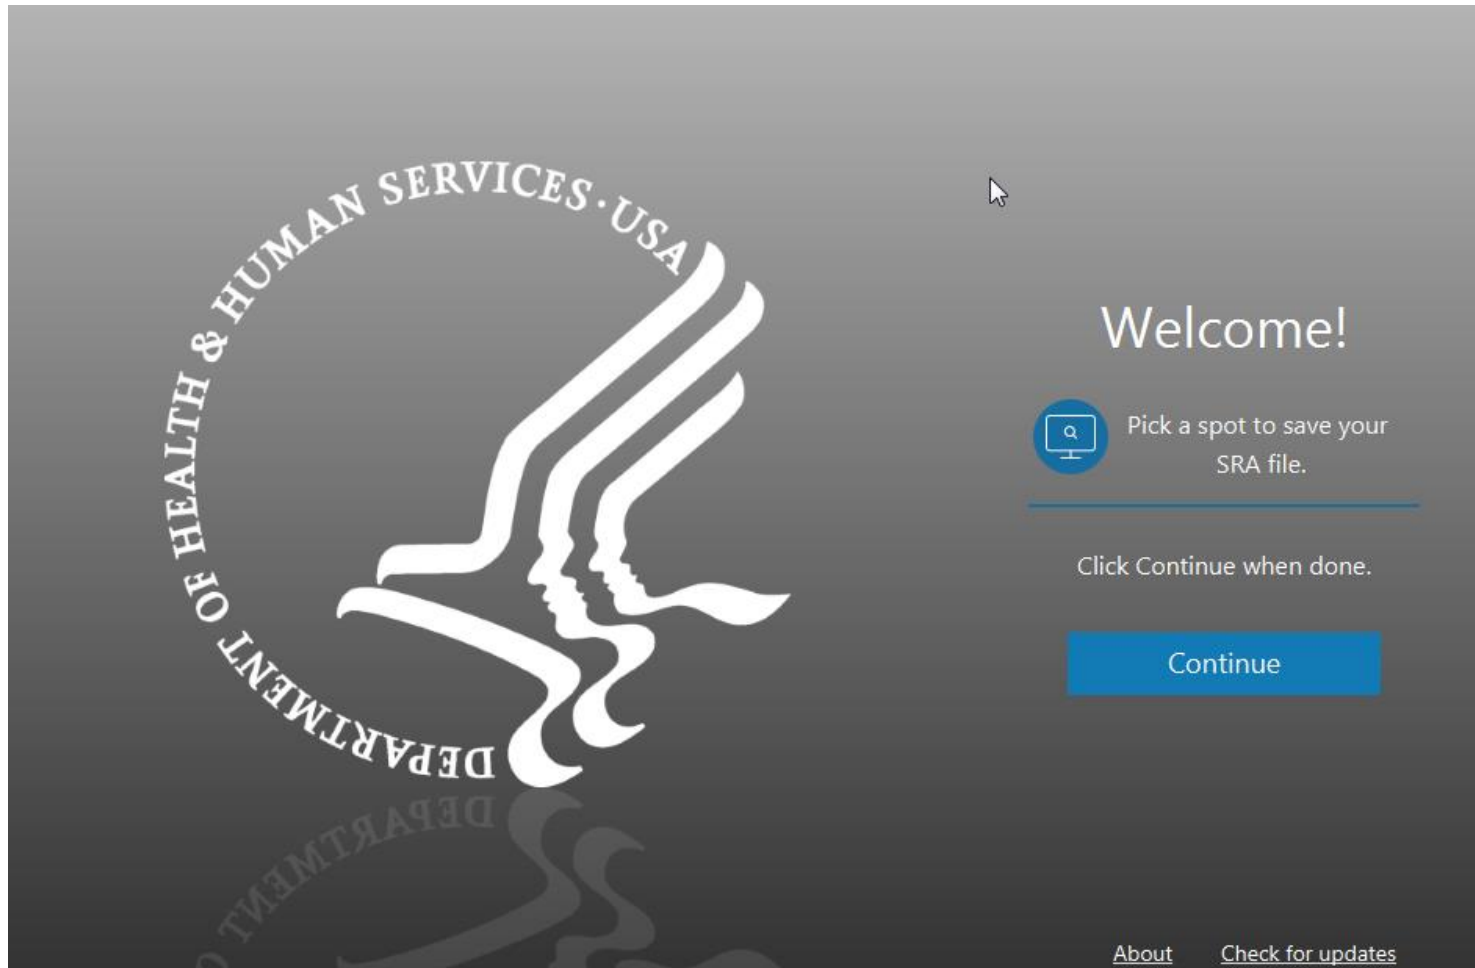 DEPARTMENT OF HEALTH & HUMAN SERVICES · USA
Welcome!
Pick a spot to save your
SRA file.
Click Continue when done.
Continue
About Check for updates